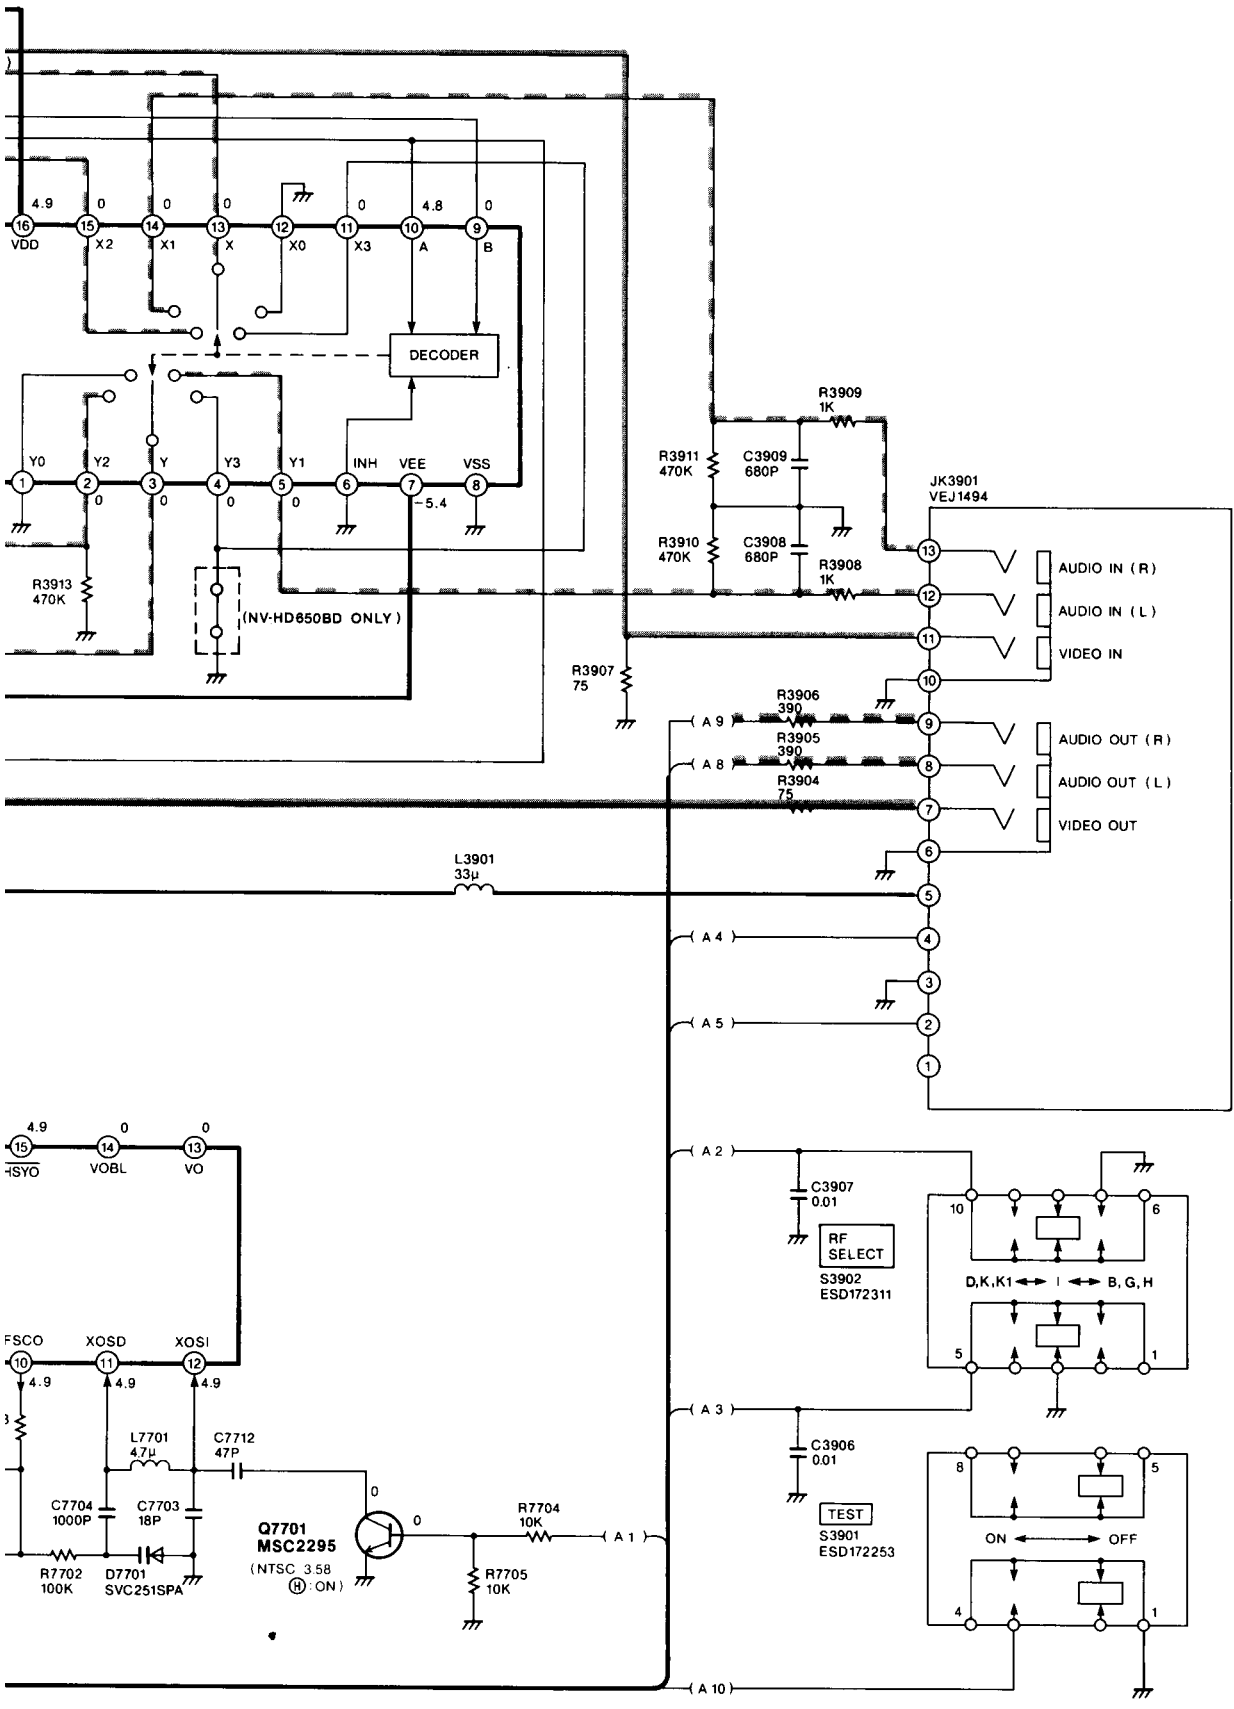 )
4.9 0 0 0 0 4.8 0
16 15 14 13 12 11 10 9
VDD X2 X1 X X0 X3 A B
DECODER
Y0 Y2 Y Y3 Y1 INH VEE VSS
1 2 3 4 5 6 7 8
0 0 0 0 −5.4
R3913
470K
(NV-HD650BD ONLY)
R3909
1K
R3911
470K
C3909
680P
R3910
470K
C3908
680P
R3908
1K
R3907
75
JK3901
VEJ1494
13
AUDIO IN (R)
12
AUDIO IN (L)
11
VIDEO IN
10
R3906
390
A9
9
AUDIO OUT (R)
R3905
390
A8
8
AUDIO OUT (L)
R3904
75
7
VIDEO OUT
6
L3901
33μ
5
A4
4
3
A5
2
1
4.9 0 0
15 14 13
HSYO VOBL VO
A2
C3907
0.01
RF
SELECT
S3902
ESD172311
10 6
D,K,K1 I B, G, H
5 1
FSCO XOSD XOSI
10 11 12
4.9 4.9 4.9
A3
C3906
0.01
L7701
4.7μ
C7712
47P
C7704
1000P
C7703
18P
R7702
100K
D7701
SVC251SPA
0
Q7701
MSC2295
(NTSC 3.58
H:ON)
0
R7704
10K
A1
R7705
10K
TEST
S3901
ESD172253
8 5
ON OFF
4 1
A10